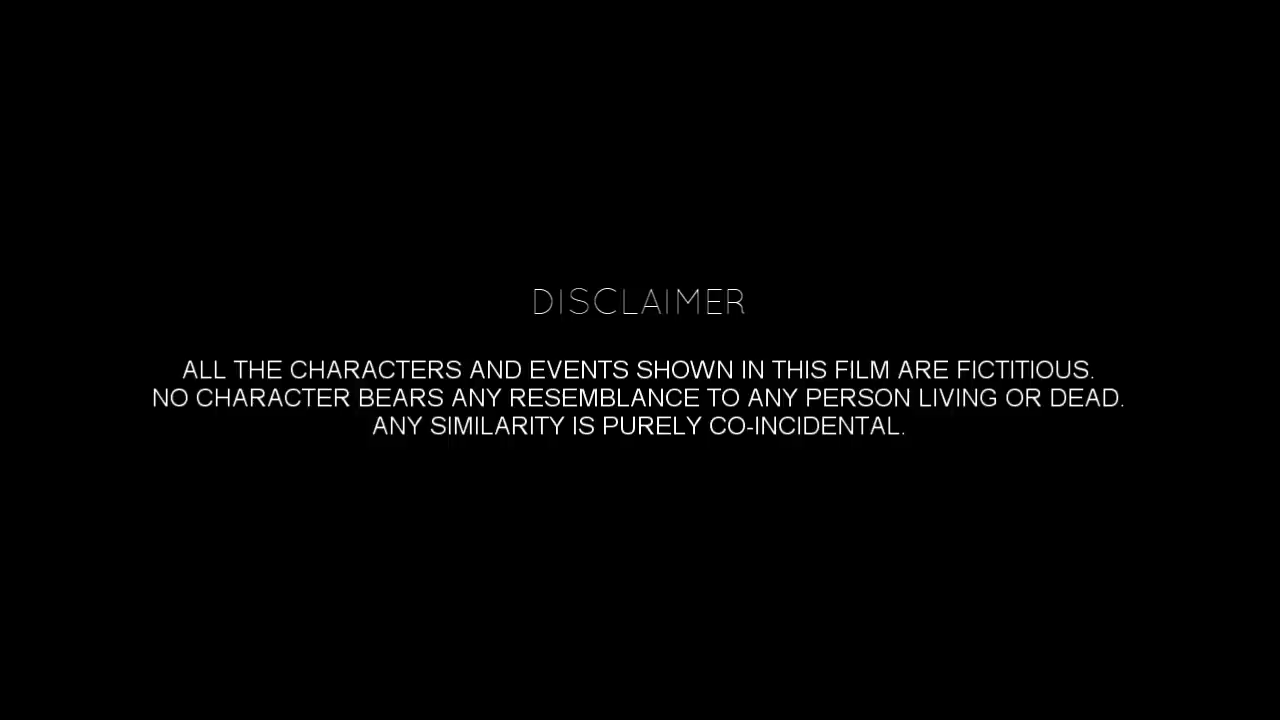 DISCLAIMER
ALL THE CHARACTERS AND EVENTS SHOWN IN THIS FILM ARE FICTITIOUS.
NO CHARACTER BEARS ANY RESEMBLANCE TO ANY PERSON LIVING OR DEAD.
ANY SIMILARITY IS PURELY CO-INCIDENTAL.